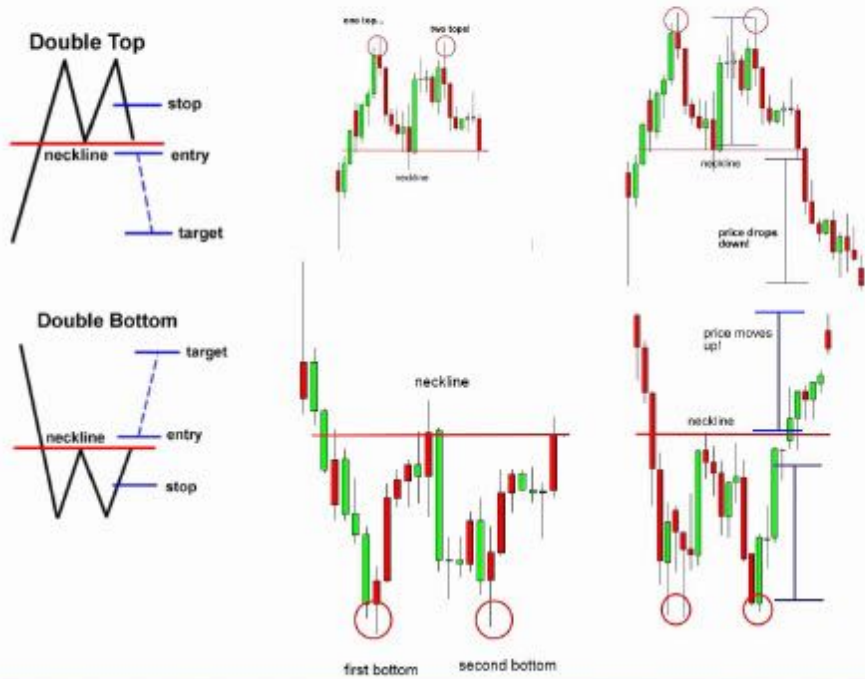 Double Top
stop
neckline
entry
target
one top...
two tops!
neckline
neckline
price drops
down!
Double Bottom
target
neckline
entry
stop
neckline
first bottom
second bottom
price moves
up!
neckline